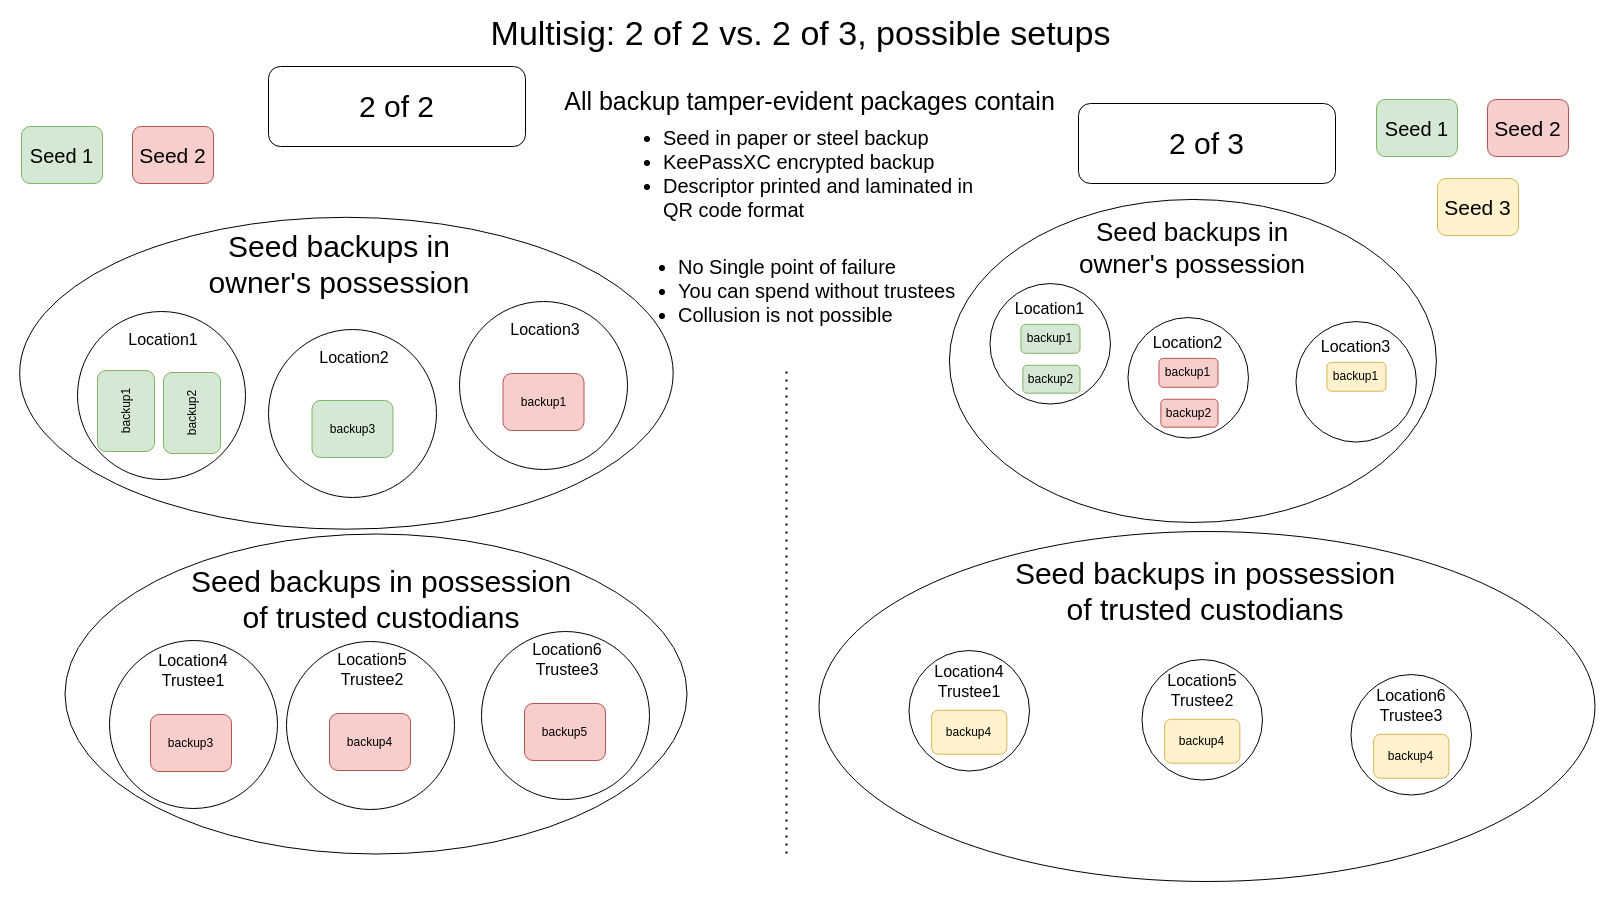 Multisig: 2 of 2 vs. 2 of 3, possible setups
2 of 2
Seed 1
Seed 2
All backup tamper-evident packages contain
Seed in paper or steel backup
KeePassXC encrypted backup
Descriptor printed and laminated in
QR code format
No Single point of failure
You can spend without trustees
Collusion is not possible
2 of 3
Seed 1
Seed 2
Seed 3
Seed backups in
owner's possession
Location1
backup1
backup2
Location2
backup3
Location3
backup1
Seed backups in possession
of trusted custodians
Location4
Trustee1
backup3
Location5
Trustee2
backup4
Location6
Trustee3
backup5
Seed backups in
owner's possession
Location1
backup1
backup2
Location2
backup1
backup2
Location3
backup1
Seed backups in possession
of trusted custodians
Location4
Trustee1
backup4
Location5
Trustee2
backup4
Location6
Trustee3
backup4